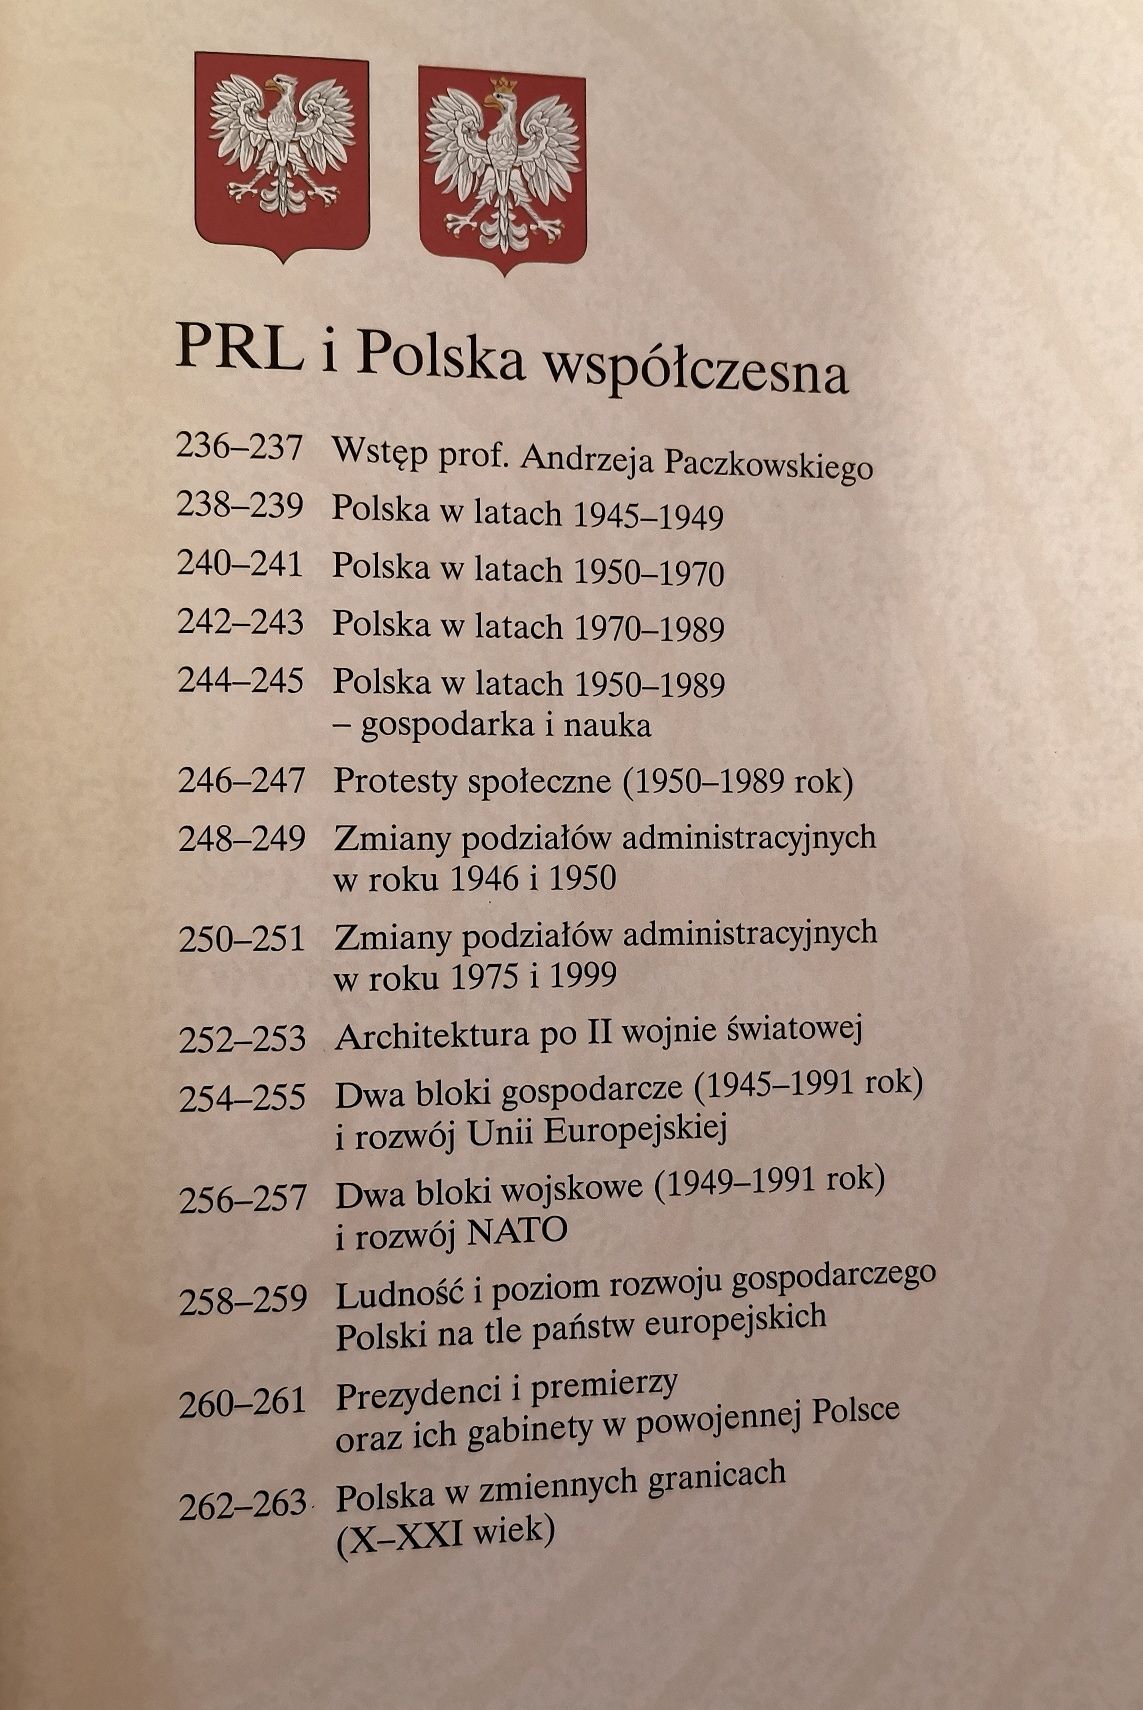 PRL i Polska współczesna
236–237 Wstęp prof. Andrzeja Paczkowskiego
238–239 Polska w latach 1945–1949
240–241 Polska w latach 1950–1970
242–243 Polska w latach 1970–1989
244–245 Polska w latach 1950–1989
– gospodarka i nauka
246–247 Protesty społeczne (1950–1989 rok)
248–249 Zmiany podziałów administracyjnych
w roku 1946 i 1950
250–251 Zmiany podziałów administracyjnych
w roku 1975 i 1999
252–253 Architektura po II wojnie światowej
254–255 Dwa bloki gospodarcze (1945–1991 rok)
i rozwój Unii Europejskiej
256–257 Dwa bloki wojskowe (1949–1991 rok)
i rozwój NATO
258–259 Ludność i poziom rozwoju gospodarczego
Polski na tle państw europejskich
260–261 Prezydenci i premierzy
oraz ich gabinety w powojennej Polsce
262–263 Polska w zmiennych granicach
(X–XXI wiek)